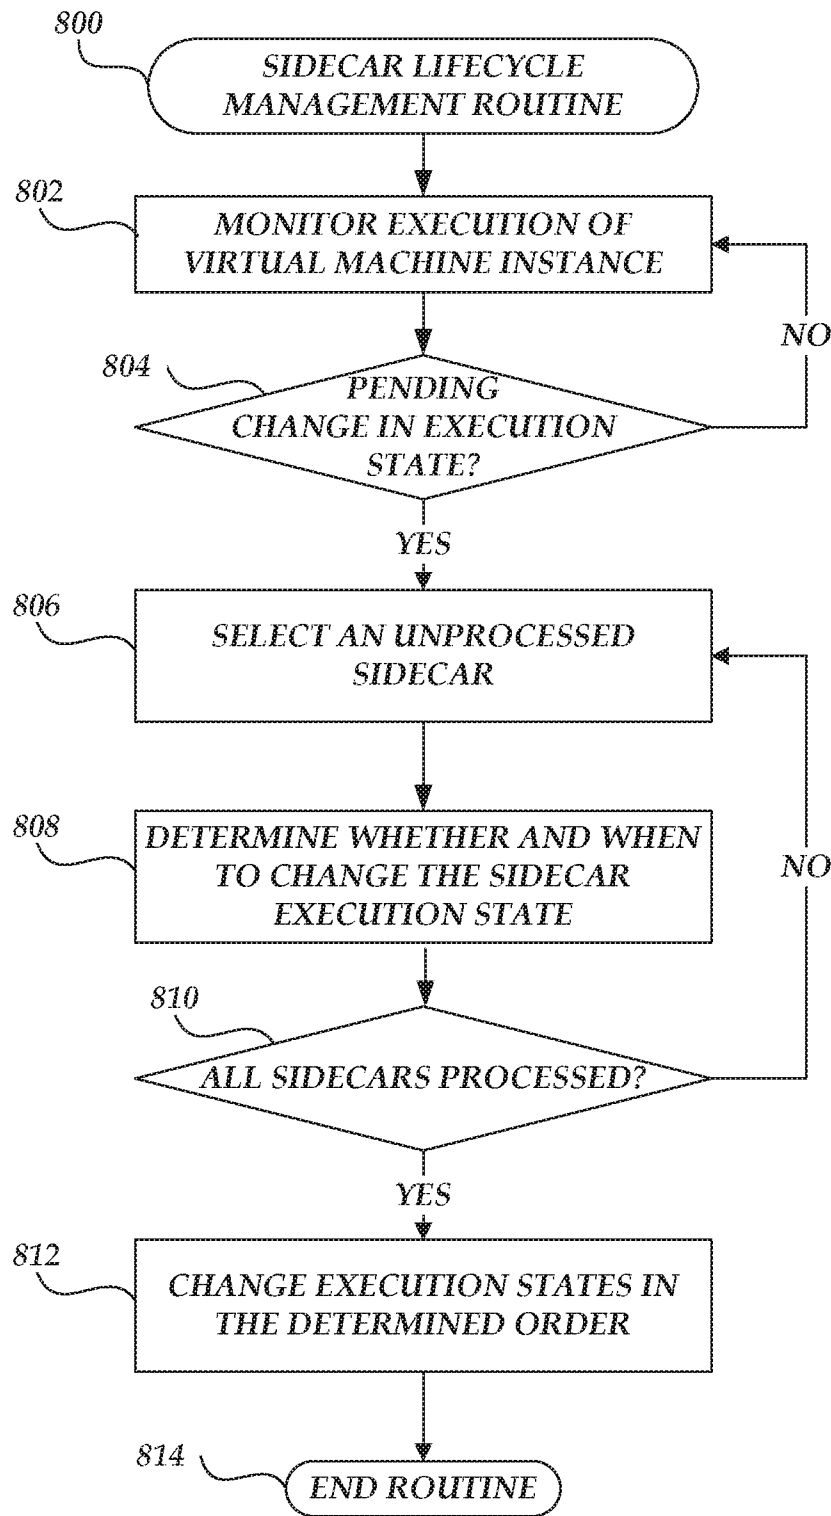 800
SIDECAR LIFECYCLE
MANAGEMENT ROUTINE
802
MONITOR EXECUTION OF
VIRTUAL MACHINE INSTANCE
NO
804
PENDING
CHANGE IN EXECUTION
STATE?
YES
806
SELECT AN UNPROCESSED
SIDECAR
808
DETERMINE WHETHER AND WHEN
TO CHANGE THE SIDECAR
EXECUTION STATE
NO
810
ALL SIDECARS PROCESSED?
YES
812
CHANGE EXECUTION STATES IN
THE DETERMINED ORDER
814
END ROUTINE